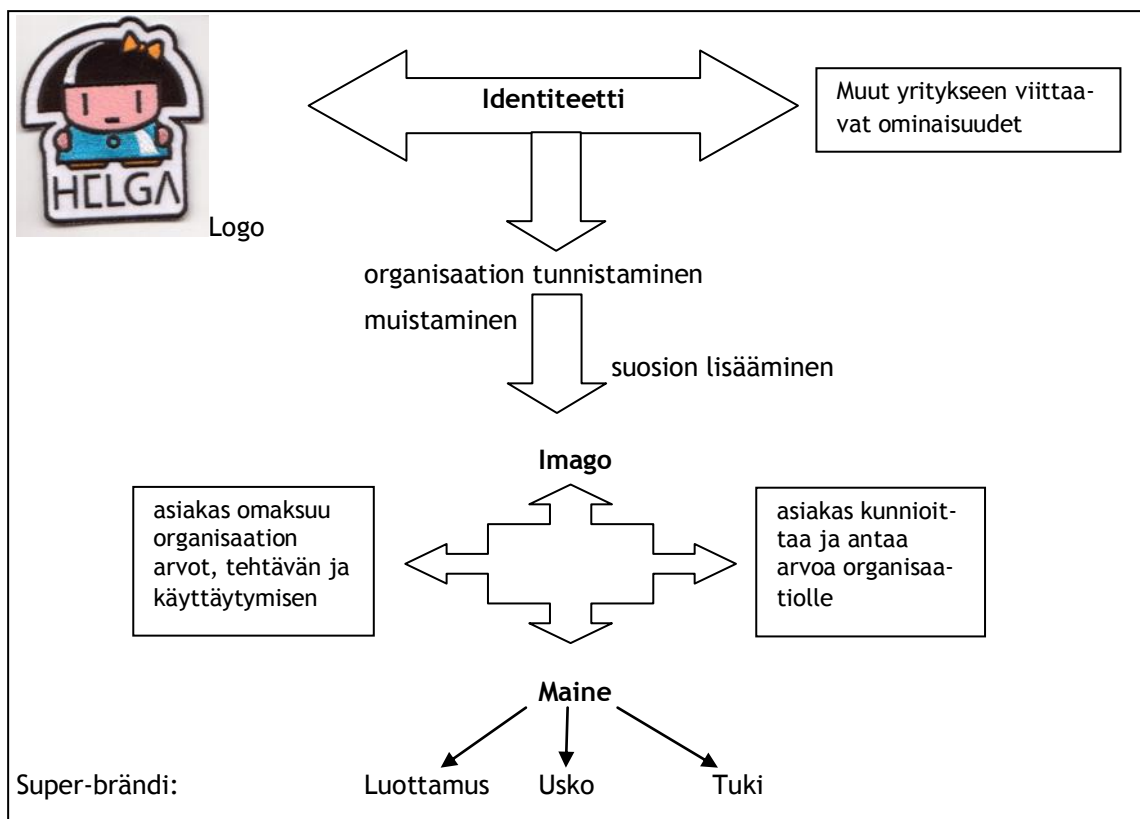 HELGA
Logo
Identiteetti
Muut yritykseen viittaa-
vat ominaisuudet
organisaation tunnistaminen
muistaminen
suosion lisääminen
Imago
asiakas omaksuu
organisaation
arvot, tehtävän ja
käyttäytymisen
asiakas kunnioit-
taa ja antaa
arvoa organisaa-
tiolle
Maine
Super-brändi: Luottamus Usko Tuki